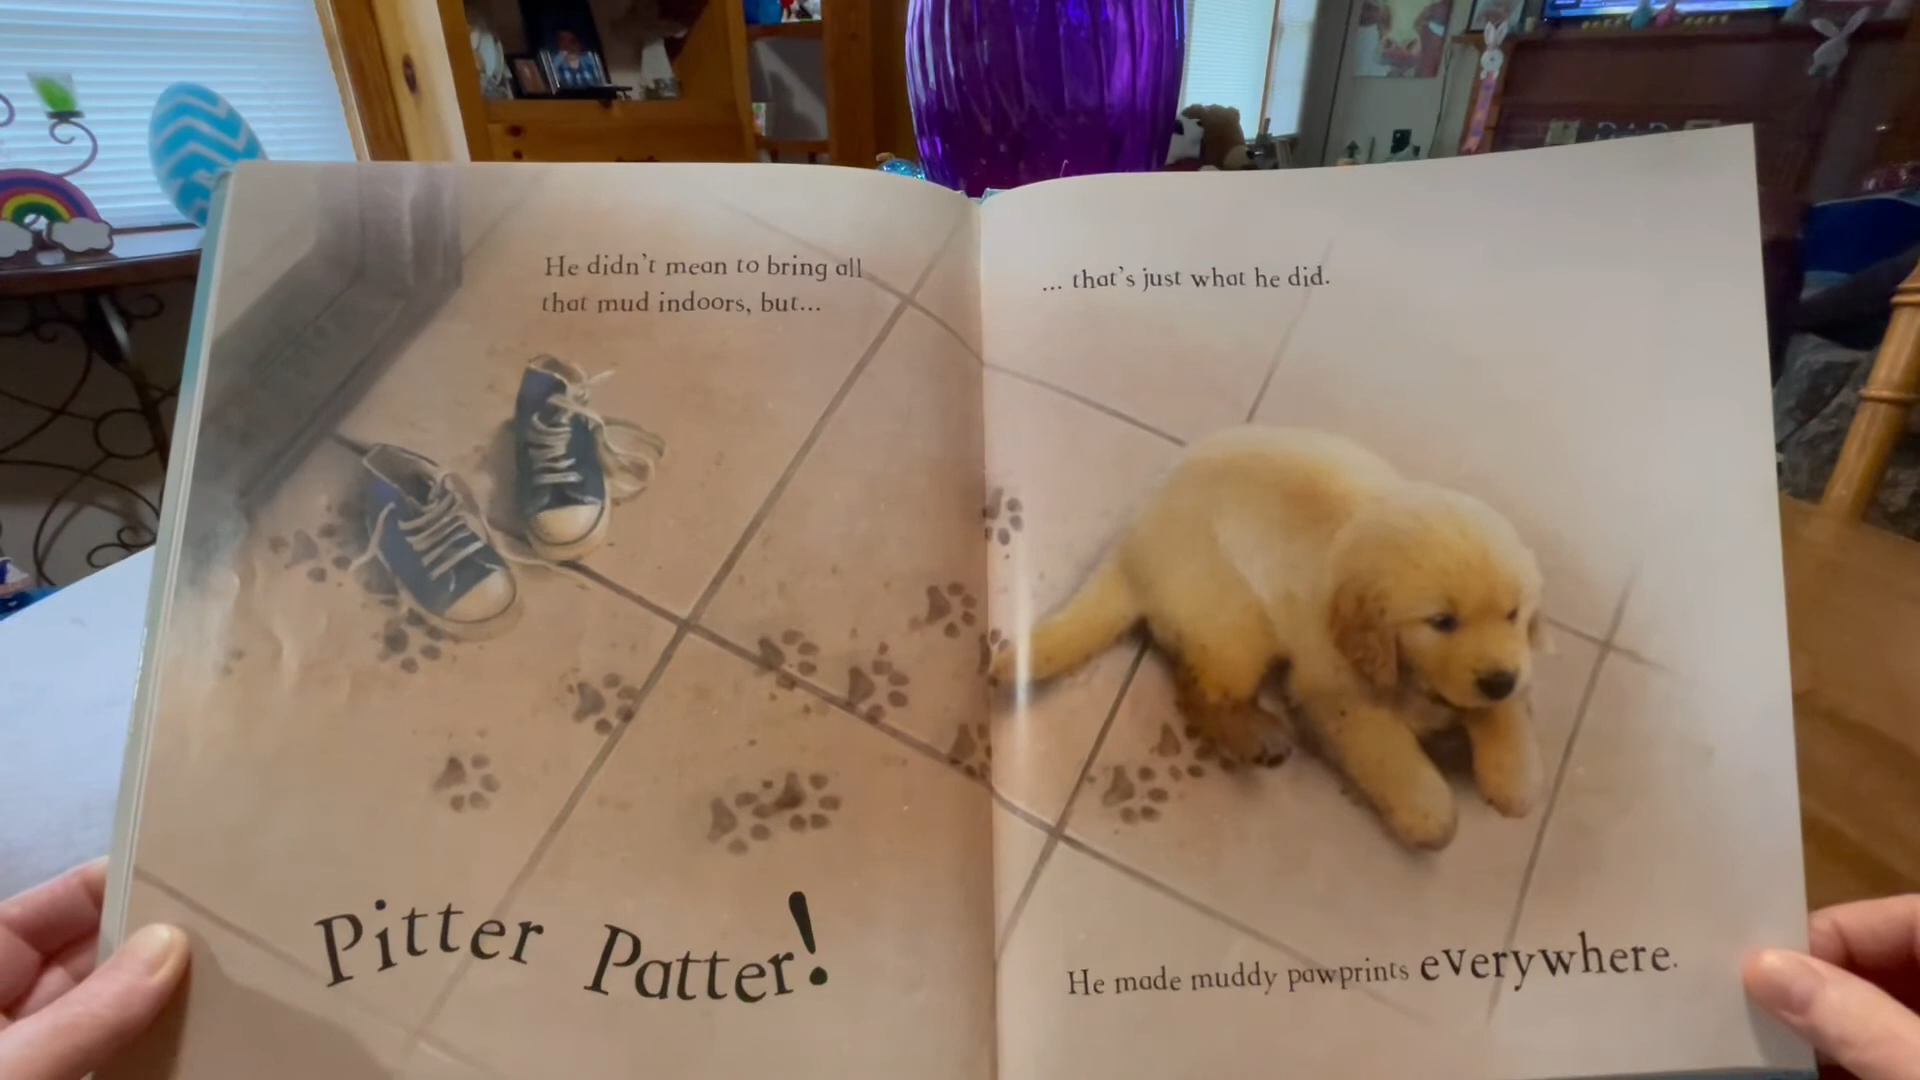 He didn't mean to bring all
that mud indoors, but...
Pitter Patter!
... that's just what he did.
He made muddy pawprints everywhere.